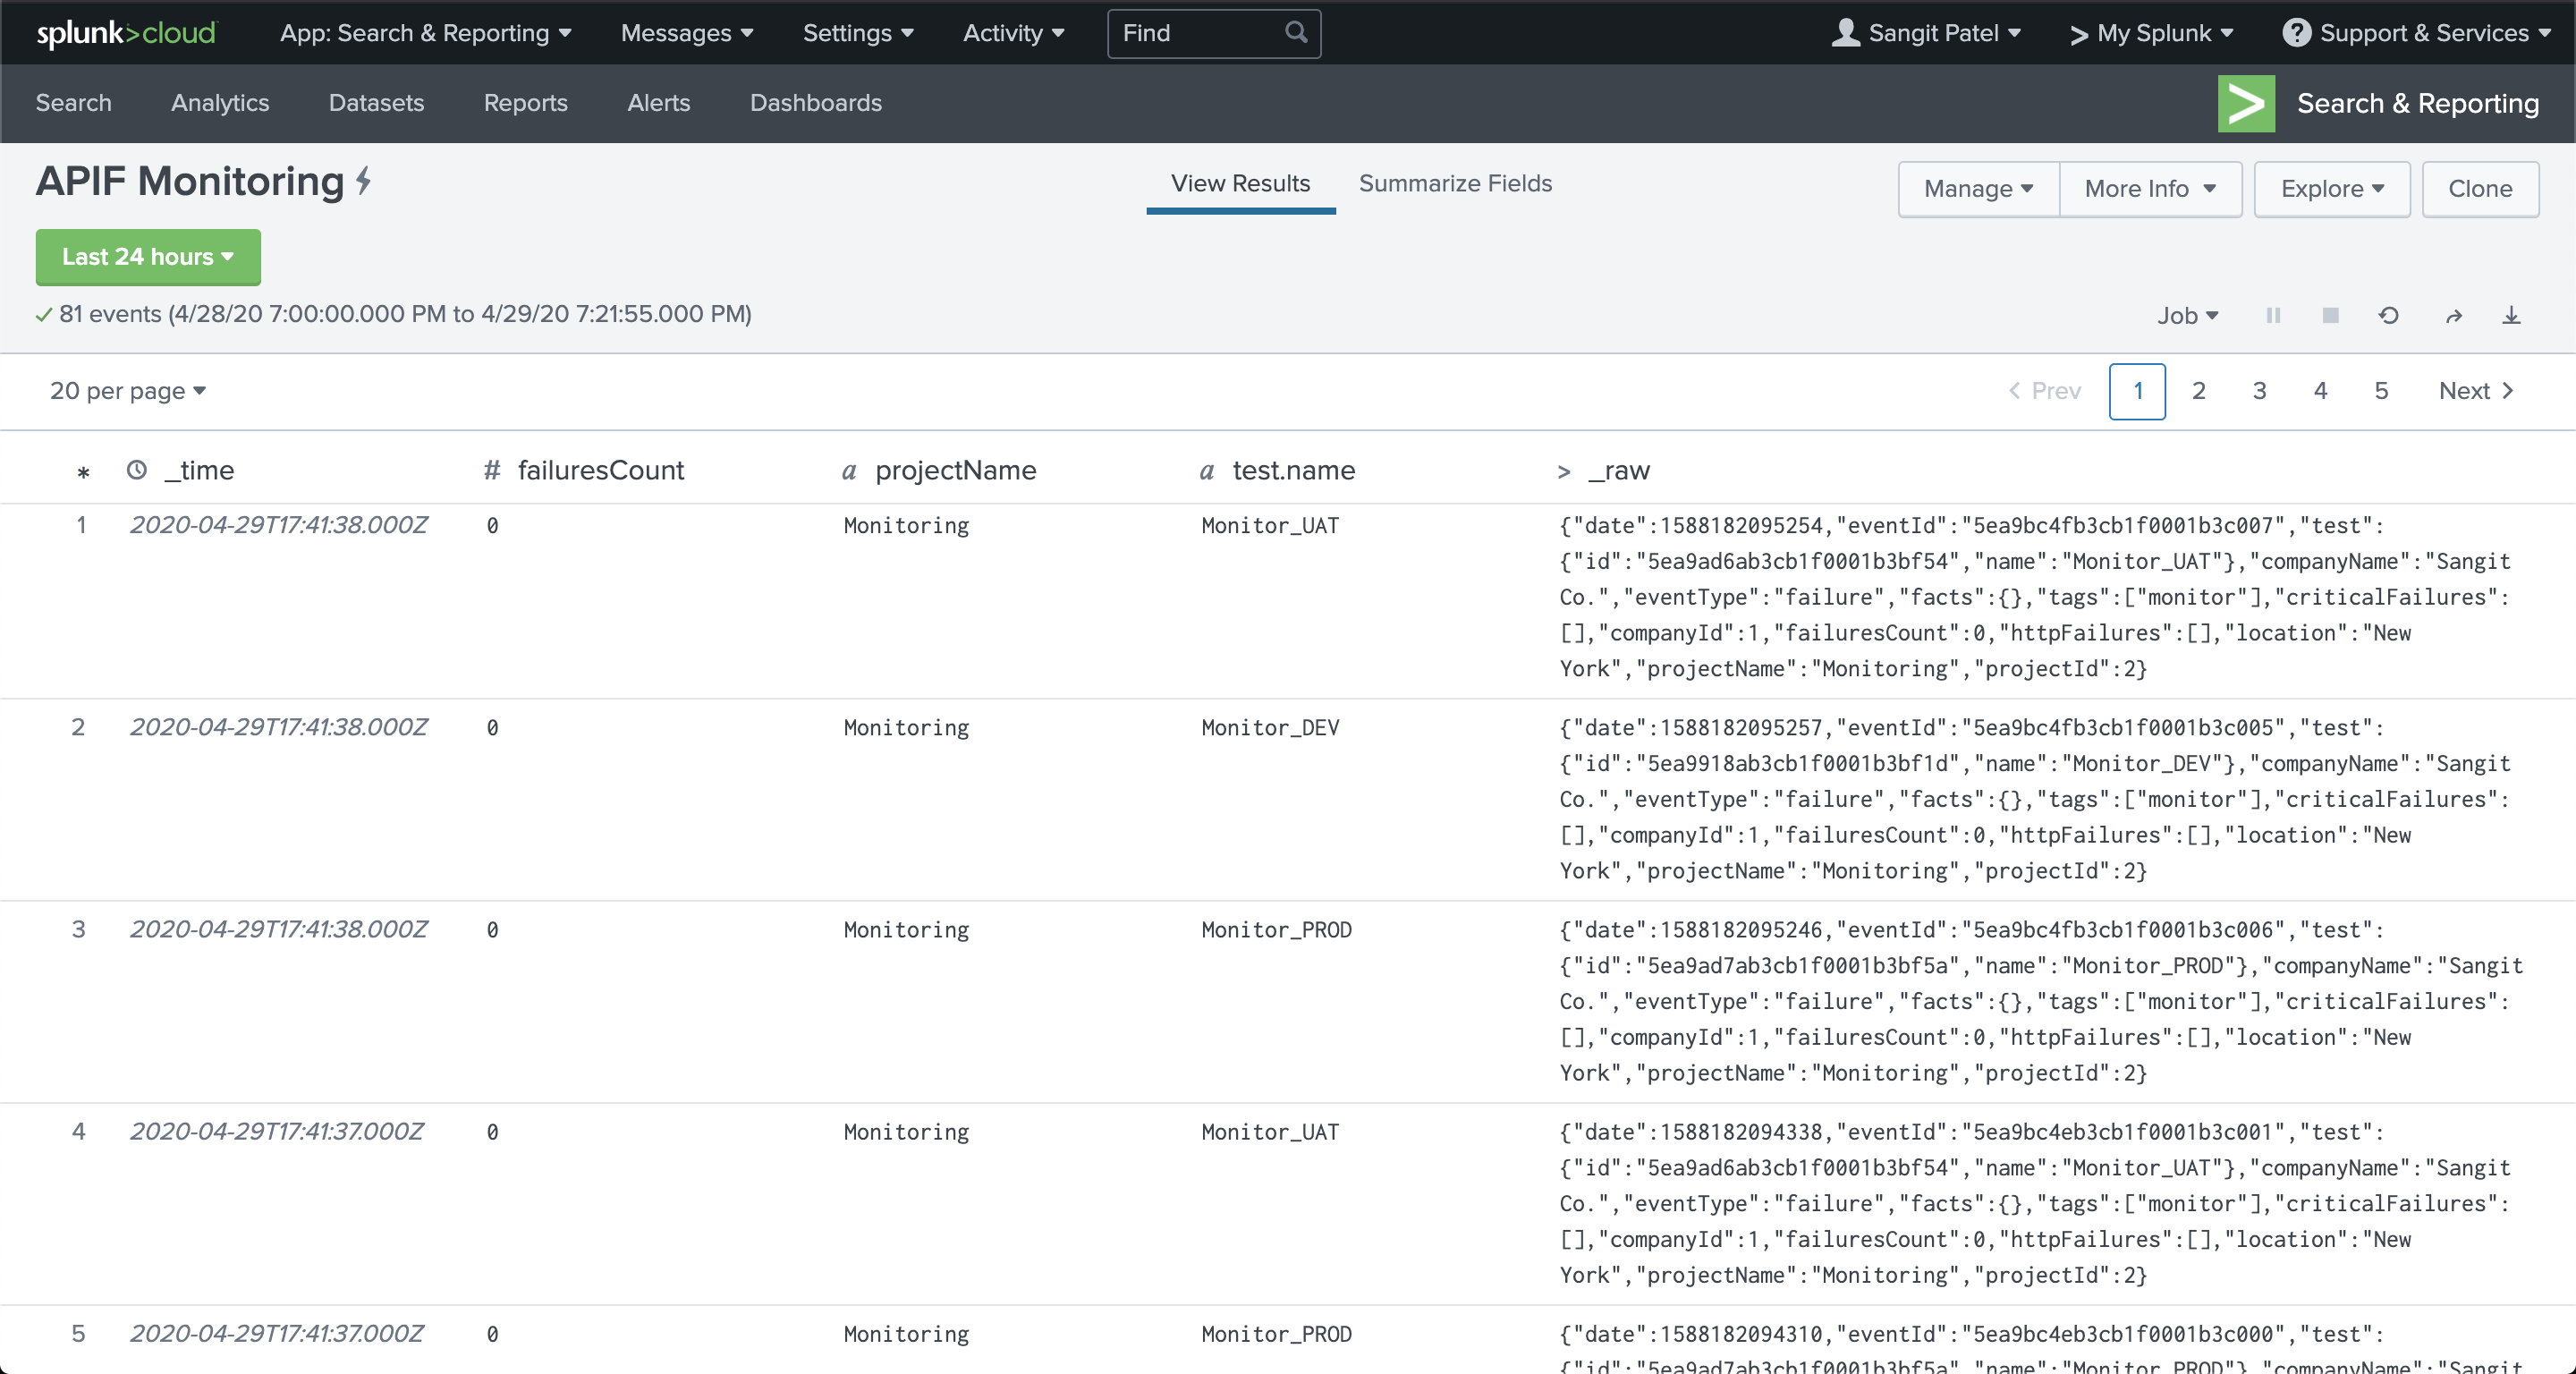 splunk>cloud App: Search & Reporting Messages Settings Activity Find Sangit Patel > My Splunk ? Support & Services
Search Analytics Datasets Reports Alerts Dashboards > Search & Reporting
APIF Monitoring View Results Summarize Fields Manage More Info Explore Clone
Last 24 hours
81 events (4/28/20 7:00:00.000 PM to 4/29/20 7:21:55.000 PM) Job
20 per page < Prev 1 2 3 4 5 Next >
* _time # failuresCount a projectName a test.name > _raw
1 2020-04-29T17:41:38.000Z 0 Monitoring Monitor_UAT {"date":1588182095254,"eventId":"5ea9bc4fb3cb1f0001b3c007","test":
{"id":"5ea9ad6ab3cb1f0001b3bf54","name":"Monitor_UAT"},"companyName":"Sangit
Co.","eventType":"failure","facts":{},"tags":["monitor"],"criticalFailures":
[],"companyId":1,"failuresCount":0,"httpFailures":[],"location":"New
York","projectName":"Monitoring","projectId":2}
2 2020-04-29T17:41:38.000Z 0 Monitoring Monitor_DEV {"date":1588182095257,"eventId":"5ea9bc4fb3cb1f0001b3c005","test":
{"id":"5ea9918ab3cb1f0001b3bf1d","name":"Monitor_DEV"},"companyName":"Sangit
Co.","eventType":"failure","facts":{},"tags":["monitor"],"criticalFailures":
[],"companyId":1,"failuresCount":0,"httpFailures":[],"location":"New
York","projectName":"Monitoring","projectId":2}
3 2020-04-29T17:41:38.000Z 0 Monitoring Monitor_PROD {"date":1588182095246,"eventId":"5ea9bc4fb3cb1f0001b3c006","test":
{"id":"5ea9ad7ab3cb1f0001b3bf5a","name":"Monitor_PROD"},"companyName":"Sangit
Co.","eventType":"failure","facts":{},"tags":["monitor"],"criticalFailures":
[],"companyId":1,"failuresCount":0,"httpFailures":[],"location":"New
York","projectName":"Monitoring","projectId":2}
4 2020-04-29T17:41:37.000Z 0 Monitoring Monitor_UAT {"date":1588182094338,"eventId":"5ea9bc4eb3cb1f0001b3c001","test":
{"id":"5ea9ad6ab3cb1f0001b3bf54","name":"Monitor_UAT"},"companyName":"Sangit
Co.","eventType":"failure","facts":{},"tags":["monitor"],"criticalFailures":
[],"companyId":1,"failuresCount":0,"httpFailures":[],"location":"New
York","projectName":"Monitoring","projectId":2}
5 2020-04-29T17:41:37.000Z 0 Monitoring Monitor_PROD {"date":1588182094310,"eventId":"5ea9bc4eb3cb1f0001b3c000","test":
{"id":"5ea9ad7ab3cb1f0001b3bf5a","name":"Monitor_PROD"},"companyName":"Sangit